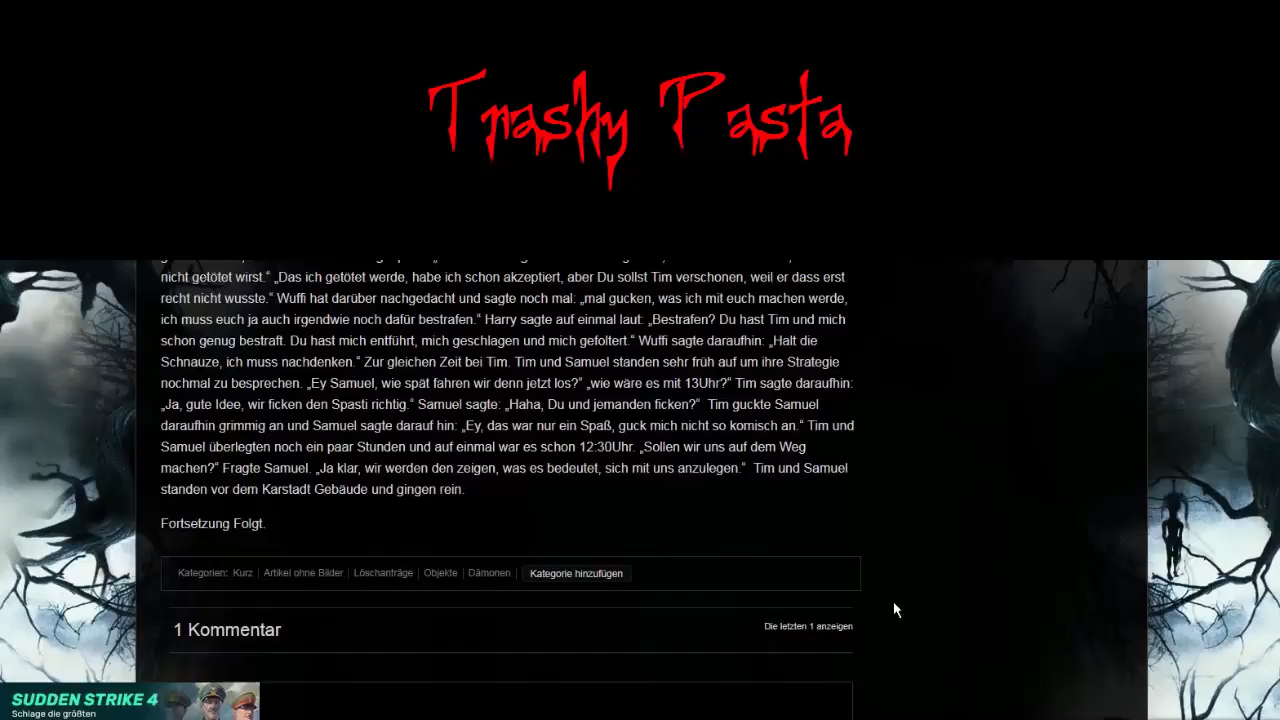 Trashy Pasta
nicht getötet wirst.“ „Das ich getötet werde, habe ich schon akzeptiert, aber Du sollst Tim verschonen, weil er dass erst
recht nicht wusste.“ Wuffi hat darüber nachgedacht und sagte noch mal: „mal gucken, was ich mit euch machen werde,
ich muss euch ja auch irgendwie noch dafür bestrafen.“ Harry sagte auf einmal laut: „Bestrafen? Du hast Tim und mich
schon genug bestraft. Du hast mich entführt, mich geschlagen und mich gefoltert.“ Wuffi sagte daraufhin: „Halt die
Schnauze, ich muss nachdenken.“ Zur gleichen Zeit bei Tim. Tim und Samuel standen sehr früh auf um ihre Strategie
nochmal zu besprechen. „Ey Samuel, wie spät fahren wir denn jetzt los?“ „wie wäre es mit 13Uhr?“ Tim sagte daraufhin:
„Ja, gute Idee, wir ficken den Spasti richtig.“ Samuel sagte: „Haha, Du und jemanden ficken?“  Tim guckte Samuel
daraufhin grimmig an und Samuel sagte darauf hin: „Ey, das war nur ein Spaß, guck mich nicht so komisch an.“ Tim und
Samuel überlegten noch ein paar Stunden und auf einmal war es schon 12:30Uhr. „Sollen wir uns auf dem Weg
machen?“ Fragte Samuel. „Ja klar, wir werden den zeigen, was es bedeutet, sich mit uns anzulegen.“  Tim und Samuel
standen vor dem Karstadt Gebäude und gingen rein.
Fortsetzung Folgt.
Kategorien: Kurz | Artikel ohne Bilder | Löschanträge | Objekte | Dämonen | Kategorie hinzufügen
1 Kommentar Die letzten 1 anzeigen
SUDDEN STRIKE 4
Schlage die größten